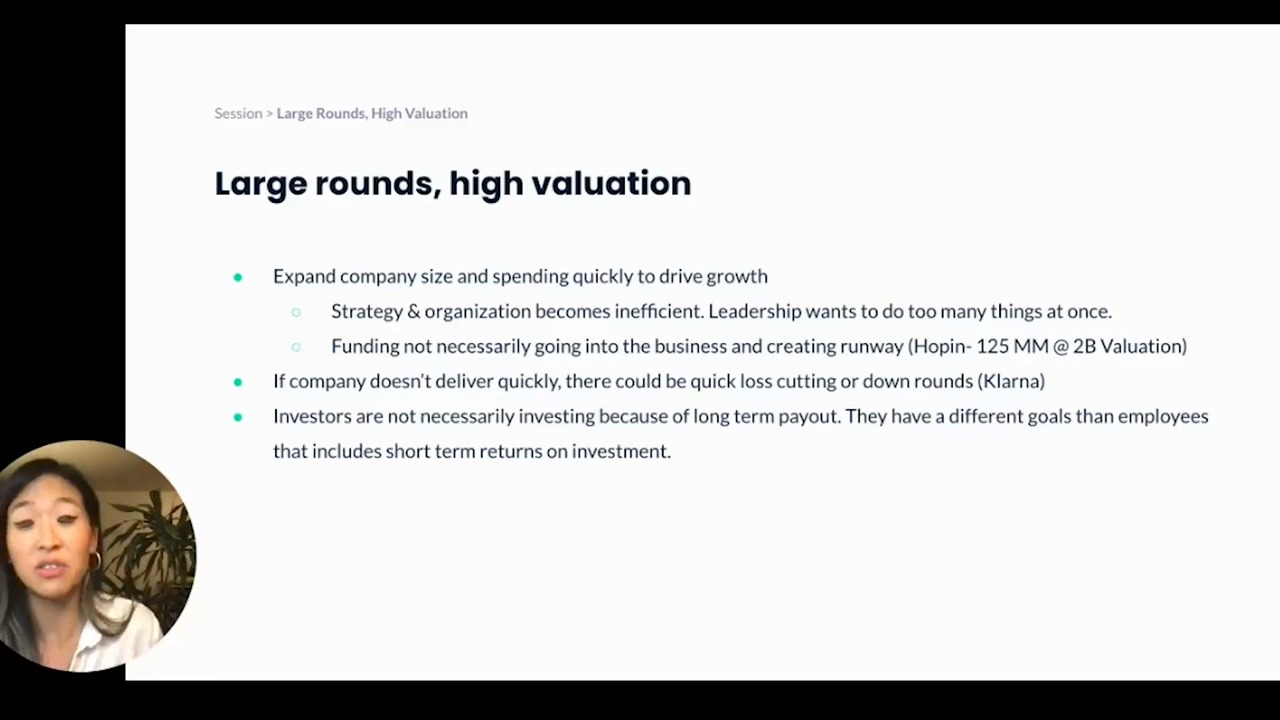 Session > Large Rounds, High Valuation
Large rounds, high valuation
● Expand company size and spending quickly to drive growth
○ Strategy & organization becomes inefficient. Leadership wants to do too many things at once.
○ Funding not necessarily going into the business and creating runway (Hopin- 125 MM @ 2B Valuation)
● If company doesn't deliver quickly, there could be quick loss cutting or down rounds (Klarna)
● Investors are not necessarily investing because of long term payout. They have a different goals than employees
that includes short term returns on investment.